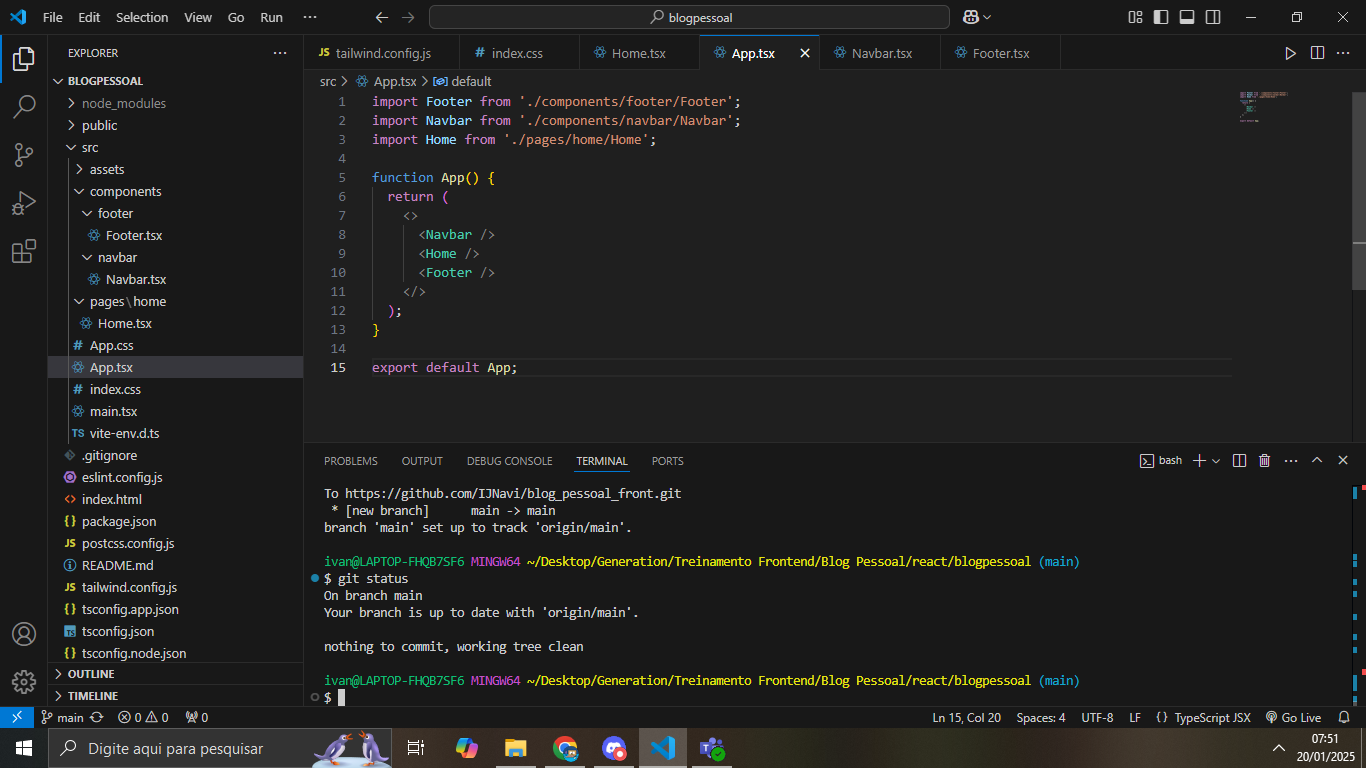 File Edit Selection View Go Run ··· blogpessoal
EXPLORER ···
BLOGPESSOAL
node_modules
public
src
assets
components
footer
Footer.tsx
navbar
Navbar.tsx
pages\home
Home.tsx
# App.css
App.tsx
# index.css
main.tsx
TS vite-env.d.ts
.gitignore
eslint.config.js
<> index.html
{} package.json
JS postcss.config.js
README.md
JS tailwind.config.js
{} tsconfig.app.json
TS tsconfig.json
{} tsconfig.node.json
OUTLINE
TIMELINE
JS tailwind.config.js # index.css Home.tsx App.tsx Navbar.tsx Footer.tsx
src > App.tsx > default
1 import Footer from './components/footer/Footer';
2 import Navbar from './components/navbar/Navbar';
3 import Home from './pages/home/Home';
4
5 function App() {
6 return (
7 <>
8 <Navbar />
9 <Home />
10 <Footer />
11 </>
12 );
13 }
14
15 export default App;
PROBLEMS OUTPUT DEBUG CONSOLE TERMINAL PORTS bash
To https://github.com/IJNavi/blog_pessoal_front.git
* [new branch] main -> main
branch 'main' set up to track 'origin/main'.
ivan@LAPTOP-FHQB7SF6 MINGW64 ~/Desktop/Generation/Treinamento Frontend/Blog Pessoal/react/blogpessoal (main)
$ git status
On branch main
Your branch is up to date with 'origin/main'.
nothing to commit, working tree clean
ivan@LAPTOP-FHQB7SF6 MINGW64 ~/Desktop/Generation/Treinamento Frontend/Blog Pessoal/react/blogpessoal (main)
$
main 0 0 0 Ln 15, Col 20 Spaces: 4 UTF-8 LF {} TypeScript JSX Go Live
Digite aqui para pesquisar
07:51
20/01/2025